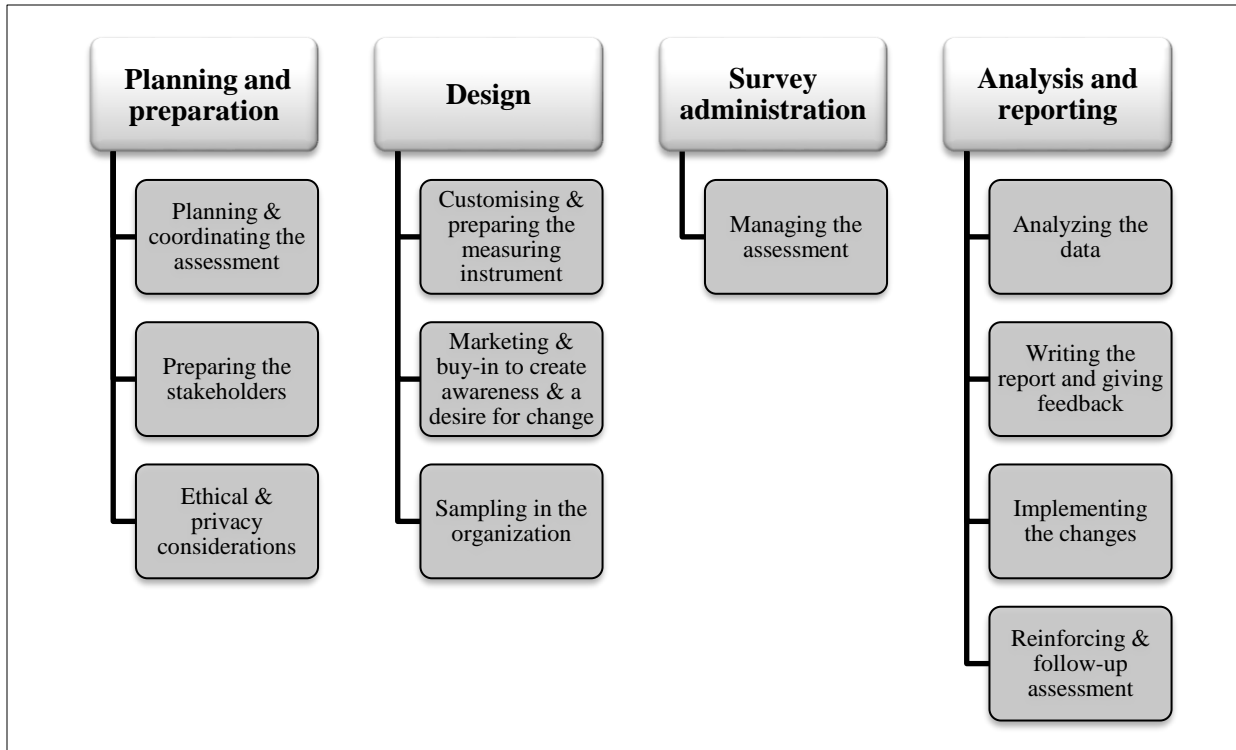 Planning and
preparation
Planning &
coordinating the
assessment
Preparing the
stakeholders
Ethical &
privacy
considerations
Design
Customising &
preparing the
measuring
instrument
Marketing &
buy-in to create
awareness & a
desire for change
Sampling in the
organization
Survey
administration
Managing the
assessment
Analysis and
reporting
Analyzing the
data
Writing the
report and giving
feedback
Implementing
the changes
Reinforcing &
follow-up
assessment